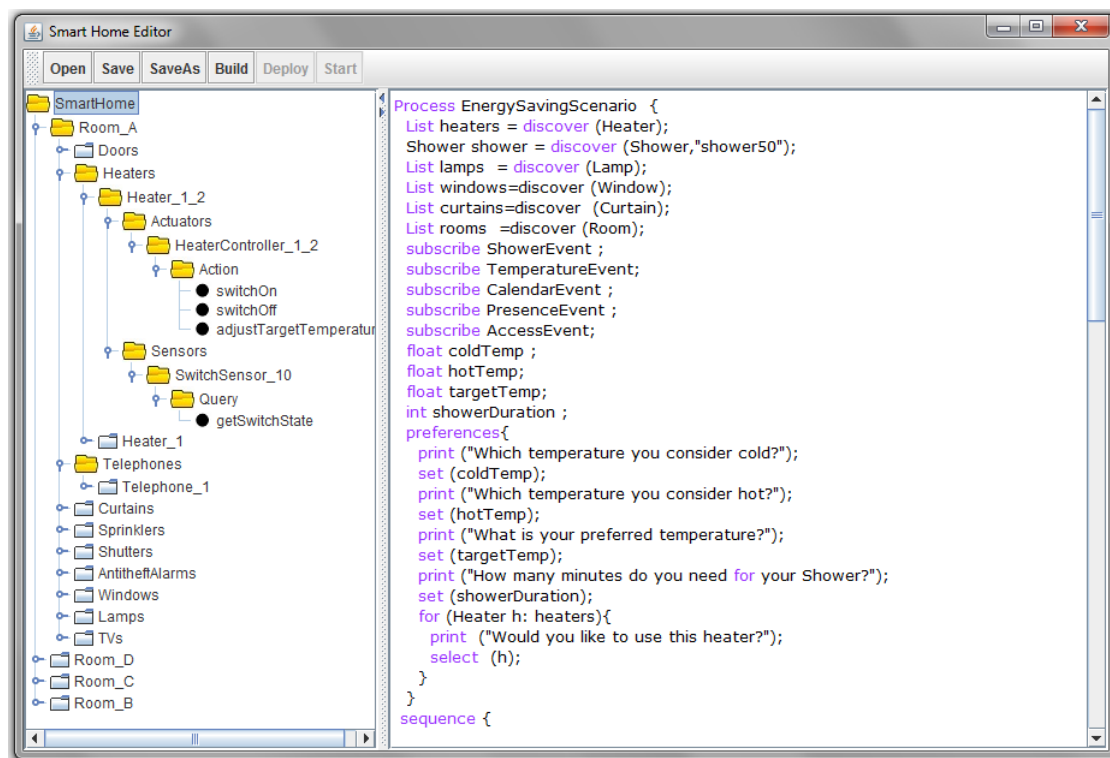 Smart Home Editor
Open Save SaveAs Build Deploy Start
SmartHome
Room_A
Doors
Heaters
Heater_1_2
Actuators
HeaterController_1_2
Action
switchOn
switchOff
adjustTargetTemperatur
Sensors
SwitchSensor_10
Query
getSwitchState
Heater_1
Telephones
Telephone_1
Curtains
Sprinklers
Shutters
AntitheftAlarms
Windows
Lamps
TVs
Room_D
Room_C
Room_B
Process EnergySavingScenario {
List heaters = discover (Heater);
Shower shower = discover (Shower,"shower50");
List lamps = discover (Lamp);
List windows=discover (Window);
List curtains=discover (Curtain);
List rooms =discover (Room);
subscribe ShowerEvent ;
subscribe TemperatureEvent;
subscribe CalendarEvent ;
subscribe PresenceEvent ;
subscribe AccessEvent;
float coldTemp ;
float hotTemp;
float targetTemp;
int showerDuration ;
preferences{
print ("Which temperature you consider cold?");
set (coldTemp);
print ("Which temperature you consider hot?");
set (hotTemp);
print ("What is your preferred temperature?");
set (targetTemp);
print ("How many minutes do you need for your Shower?");
set (showerDuration);
for (Heater h: heaters){
print ("Would you like to use this heater?");
select (h);
}
}
sequence {